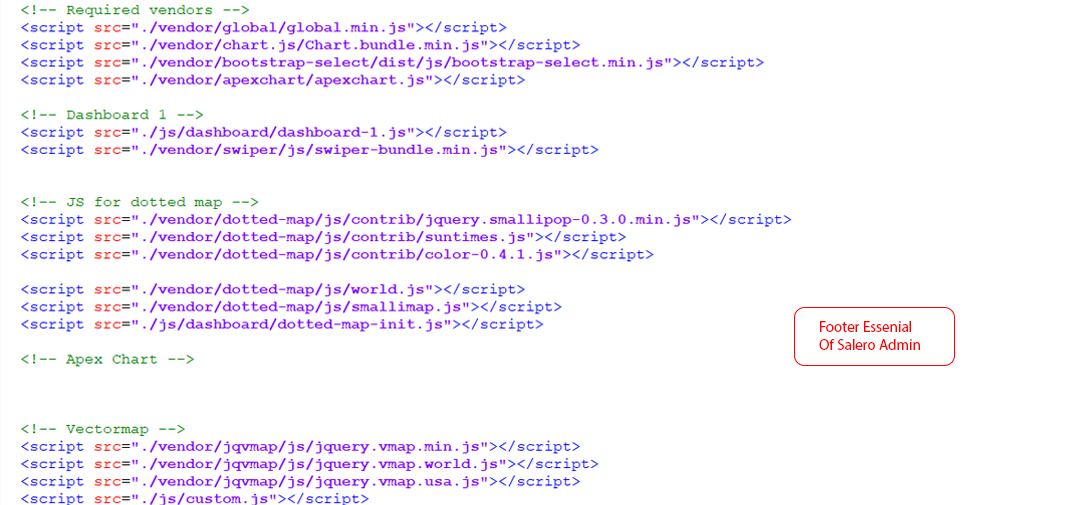 <!-- Required vendors -->
<script src="./vendor/global/global.min.js"></script>
<script src="./vendor/chart.js/Chart.bundle.min.js"></script>
<script src="./vendor/bootstrap-select/dist/js/bootstrap-select.min.js"></script>
<script src="./vendor/apexchart/apexchart.js"></script>
<!-- Dashboard 1 -->
<script src="./js/dashboard/dashboard-1.js"></script>
<script src="./vendor/swiper/js/swiper-bundle.min.js"></script>
<!-- JS for dotted map -->
<script src="./vendor/dotted-map/js/contrib/jquery.smallipop-0.3.0.min.js"></script>
<script src="./vendor/dotted-map/js/contrib/suntimes.js"></script>
<script src="./vendor/dotted-map/js/contrib/color-0.4.1.js"></script>
<script src="./vendor/dotted-map/js/world.js"></script>
<script src="./vendor/dotted-map/js/smallimap.js"></script>
<script src="./js/dashboard/dotted-map-init.js"></script>
Footer Essenial
Of Salero Admin
<!-- Apex Chart -->
<!-- Vectormap -->
<script src="./vendor/jqvmap/js/jquery.vmap.min.js"></script>
<script src="./vendor/jqvmap/js/jquery.vmap.world.js"></script>
<script src="./vendor/jqvmap/js/jquery.vmap.usa.js"></script>
<script src="./js/custom.js"></script>